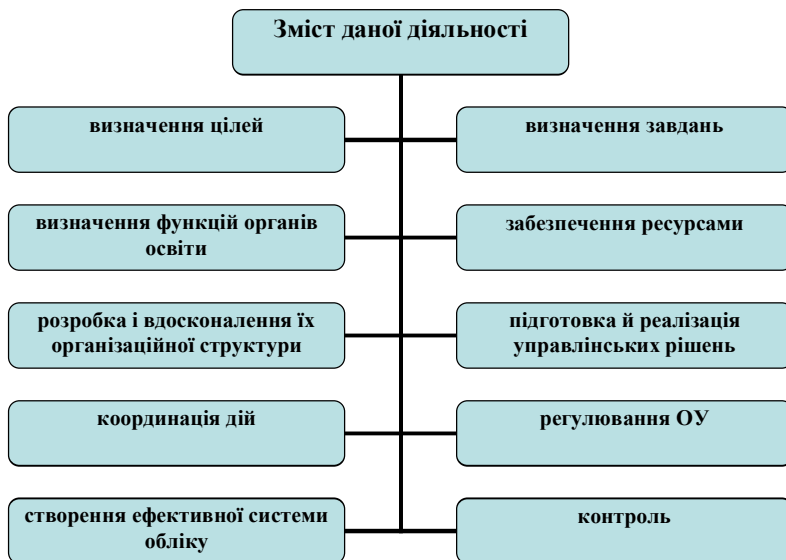 Зміст даної діяльності
визначення цілей
визначення завдань
визначення функцій органів
освіти
забезпечення ресурсами
розробка і вдосконалення їх
організаційної структури
підготовка й реалізація
управлінських рішень
координація дій
регулювання ОУ
створення ефективної системи
обліку
контроль